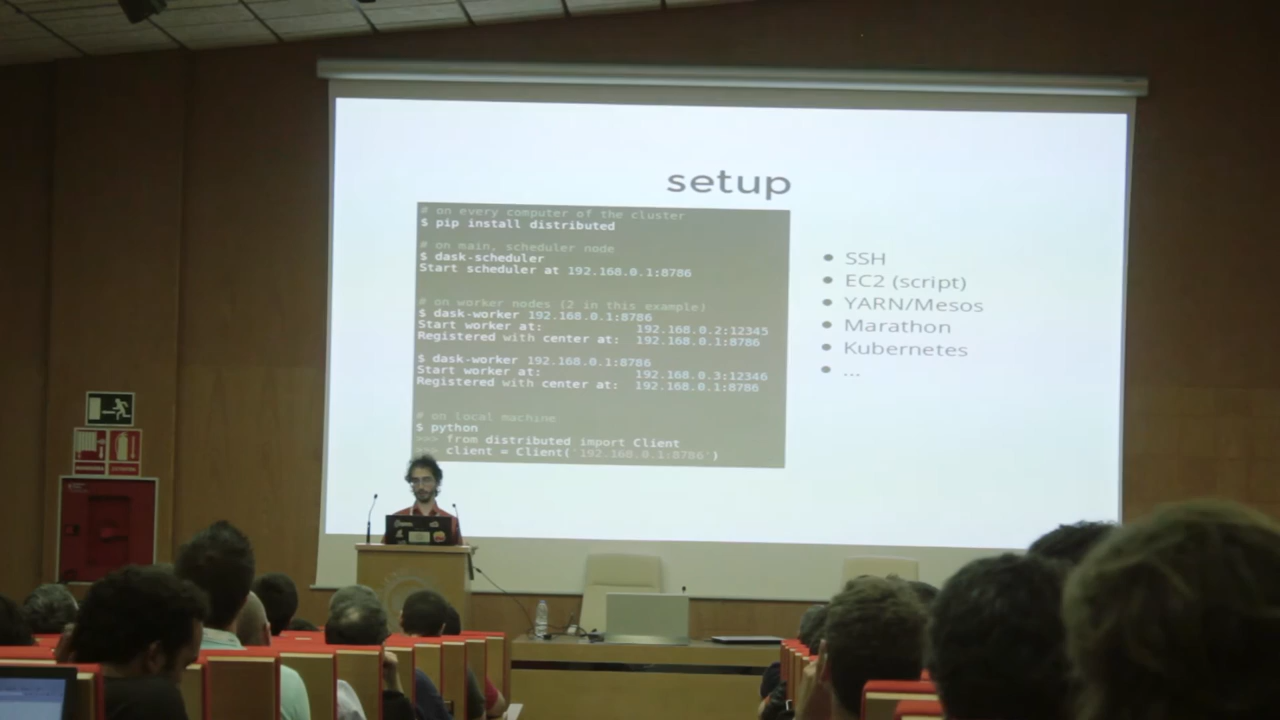 setup
# on every computer of the cluster
$ pip install distributed
# on main, scheduler node
$ dask-scheduler
Start scheduler at 192.168.0.1:8786
# on worker nodes (2 in this example)
$ dask-worker 192.168.0.1:8786
Start worker at: 192.168.0.2:12345
Registered with center at: 192.168.0.1:8786
$ dask-worker 192.168.0.1:8786
Start worker at: 192.168.0.3:12346
Registered with center at: 192.168.0.1:8786
# on local machine
$ python
>>> from distributed import Client
>>> client = Client('192.168.0.1:8786')
• SSH
• EC2 (script)
• YARN/Mesos
• Marathon
• Kubernetes
• ...